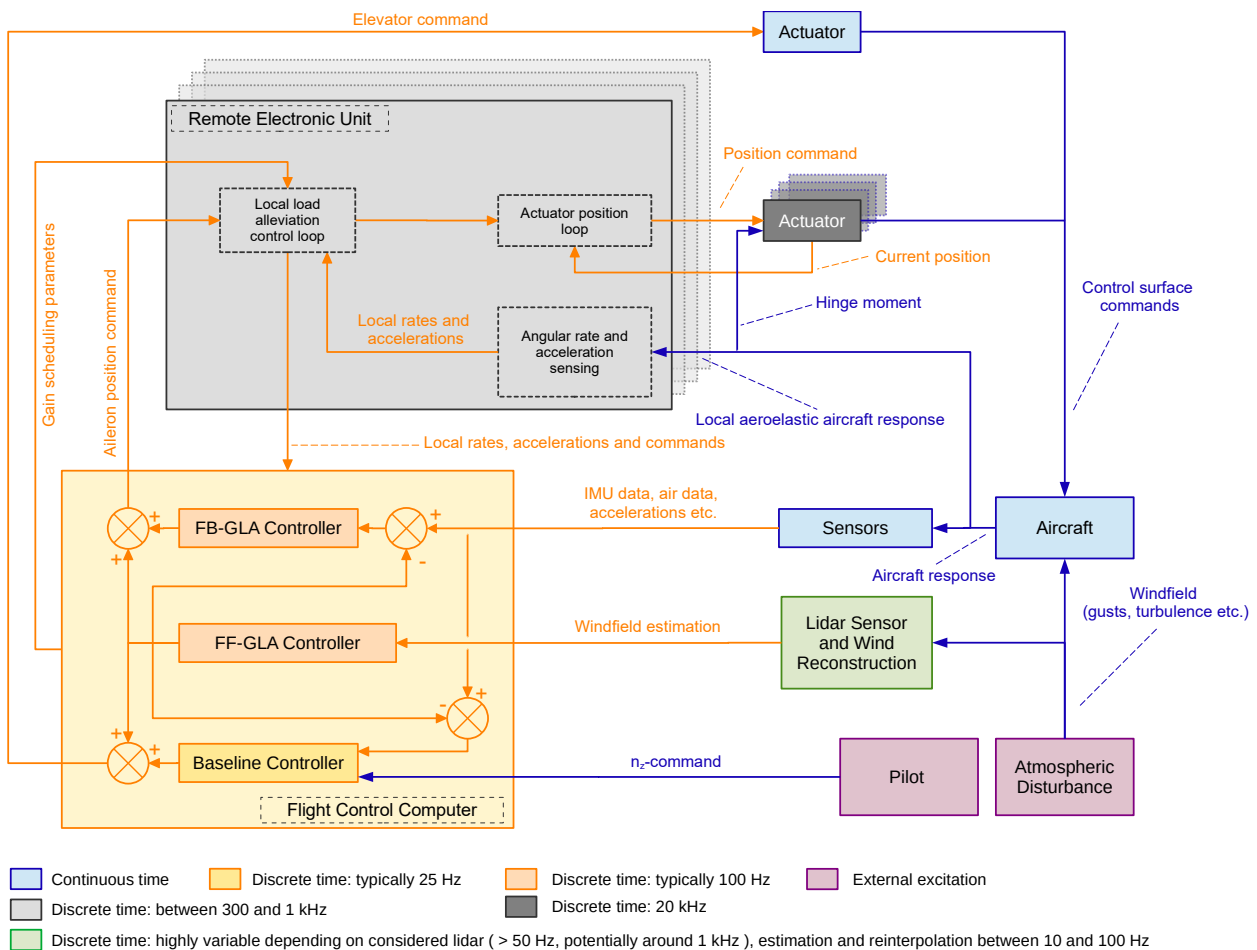 Elevator command
Actuator
Remote Electronic Unit
Position command
Local load
alleviation
control loop
Actuator position
loop
Actuator
Current position
Hinge moment
Control surface
commands
Gain scheduling parameters
Aileron position command
Local rates and
accelerations
Angular rate and
acceleration
sensing
Local aeroelastic aircraft response
Local rates, accelerations and commands
IMU data, air data,
accelerations etc.
+
FB-GLA Controller
+
+
-
Sensors
Aircraft
Aircraft response
Windfield
(gusts, turbulence etc.)
FF-GLA Controller
Windfield estimation
Lidar Sensor
and Wind
Reconstruction
+
-
+
+
Baseline Controller
nz-command
Pilot
Atmospheric
Disturbance
Flight Control Computer
Continuous time
Discrete time: typically 25 Hz
Discrete time: typically 100 Hz
External excitation
Discrete time: between 300 and 1 kHz
Discrete time: 20 kHz
Discrete time: highly variable depending on considered lidar ( > 50 Hz, potentially around 1 kHz ), estimation and reinterpolation between 10 and 100 Hz